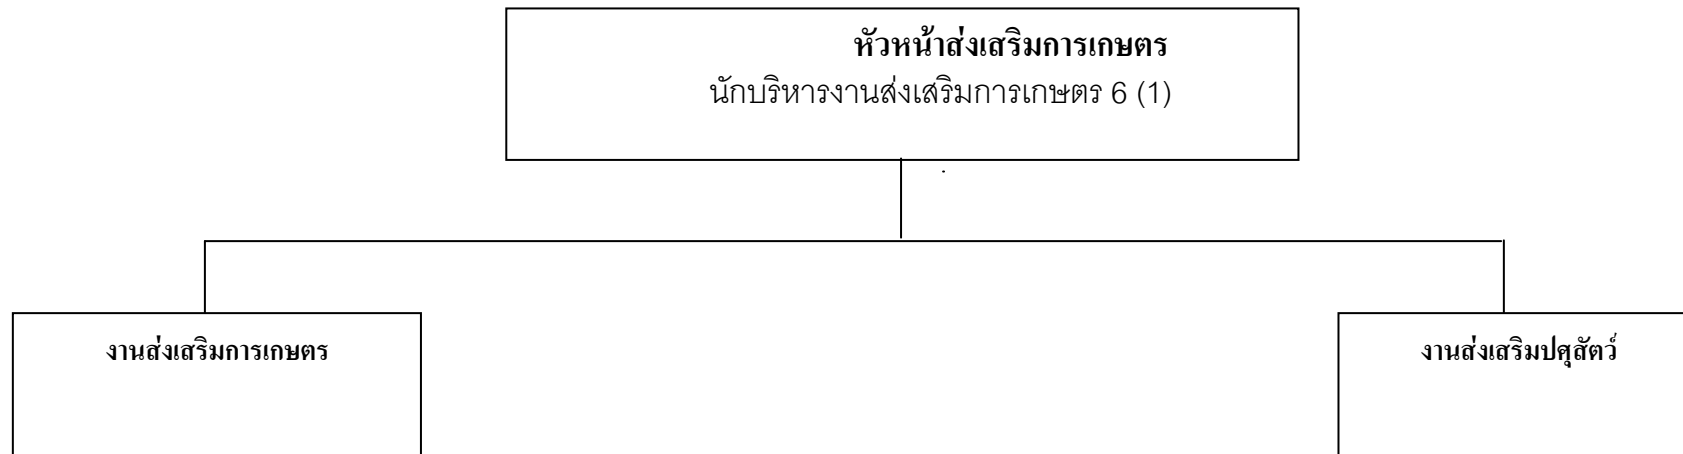 หัวหน้าส่งเสริมการเกษตร
นักบริหารงานส่งเสริมการเกษตร 6 (1)
งานส่งเสริมการเกษตร
งานส่งเสริมปศุสัตว์